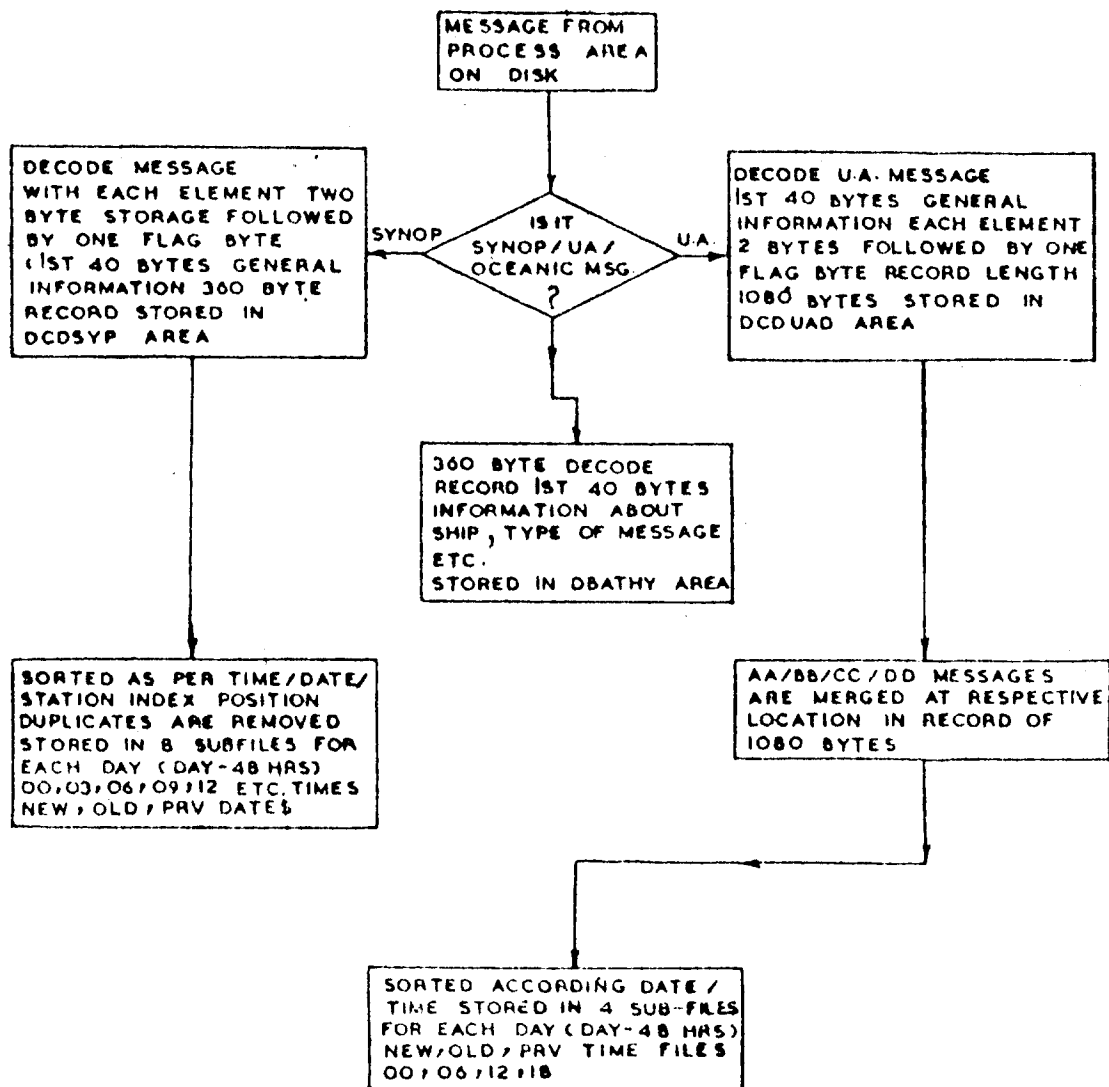 MESSAGE FROM
PROCESS AREA
ON DISK
DECODE MESSAGE
WITH EACH ELEMENT TWO
BYTE STORAGE FOLLOWED
BY ONE FLAG BYTE
(1ST 40 BYTES GENERAL
INFORMATION 360 BYTE
RECORD STORED IN
DCDSYP AREA
SYNOP
IS IT
SYNOP/UA/
OCEANIC MSG.
?
U.A.
DECODE U.A. MESSAGE
1ST 40 BYTES GENERAL
INFORMATION EACH ELEMENT
2 BYTES FOLLOWED BY ONE
FLAG BYTE RECORD LENGTH
1080 BYTES STORED IN
DCDUAD AREA
360 BYTE DECODE
RECORD 1ST 40 BYTES
INFORMATION ABOUT
SHIP, TYPE OF MESSAGE
ETC.
STORED IN DBATHY AREA
SORTED AS PER TIME/DATE/
STATION INDEX POSITION
DUPLICATES ARE REMOVED
STORED IN 8 SUBFILES FOR
EACH DAY (DAY-48 HRS)
00,03,06,09,12 ETC. TIMES
NEW, OLD, PRV DATES
AA/BB/CC/DD MESSAGES
ARE MERGED AT RESPECTIVE
LOCATION IN RECORD OF
1080 BYTES
SORTED ACCORDING DATE/
TIME STORED IN 4 SUB-FILES
FOR EACH DAY (DAY-48 HRS)
NEW, OLD, PRV TIME FILES
00,06,12,18